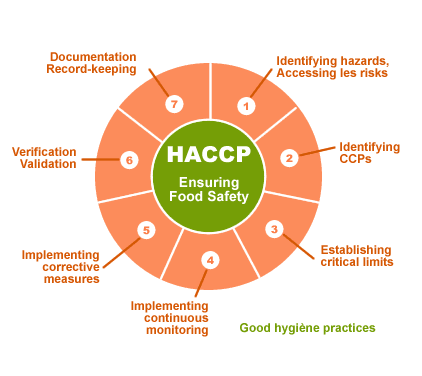 HACCP
Ensuring
Food Safety
1
Identifying hazards,
Accessing les risks
2
Identifying
CCPs
3
Establishing
critical limits
4
Implementing
continuous
monitoring
5
Implementing
corrective
measures
6
Verification
Validation
7
Documentation
Record-keeping
Good hygiène practices